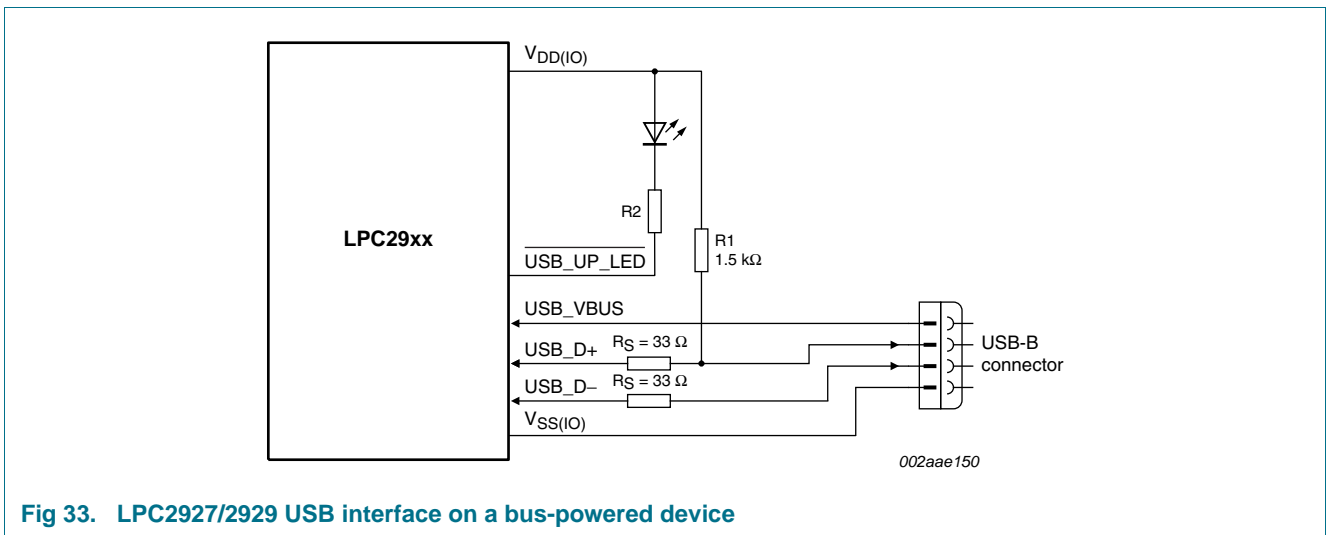 V_DD(IO)
R2
LPC29xx
R1
1.5 kΩ
USB_UP_LED
USB_VBUS
USB_D+
R_S = 33 Ω
USB-B
connector
USB_D−
R_S = 33 Ω
V_SS(IO)
002aae150
Fig 33. LPC2927/2929 USB interface on a bus-powered device